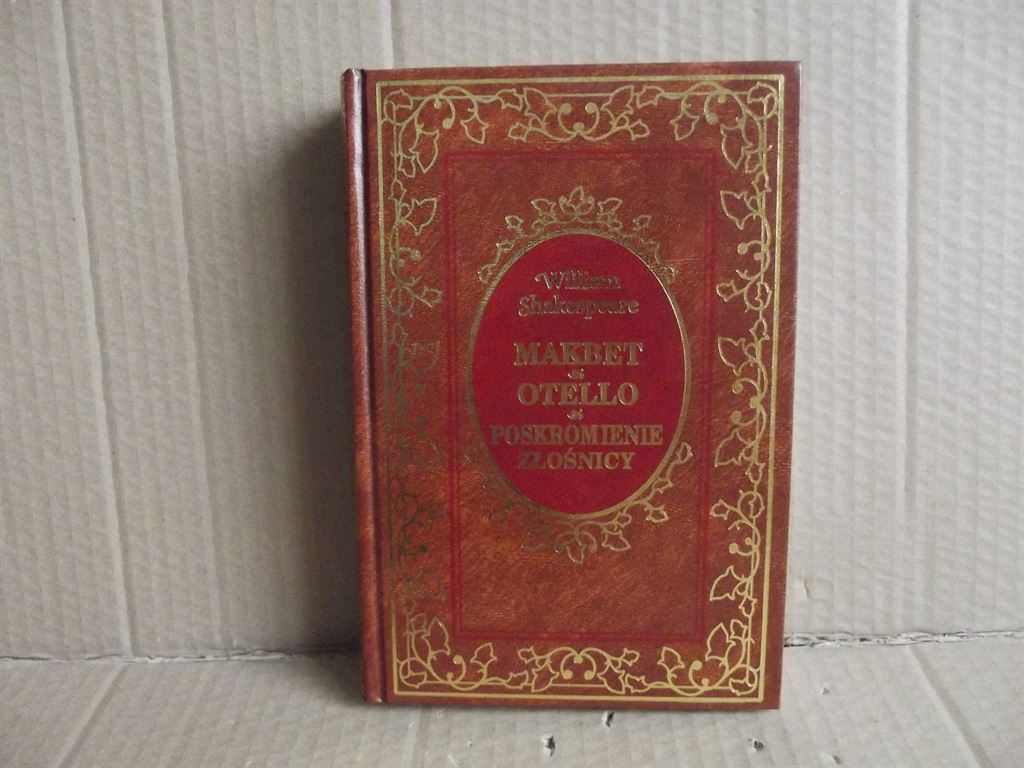 William
Shakespeare
MAKBET
OTELLO
POSKROMIENIE
ZŁOŚNICY